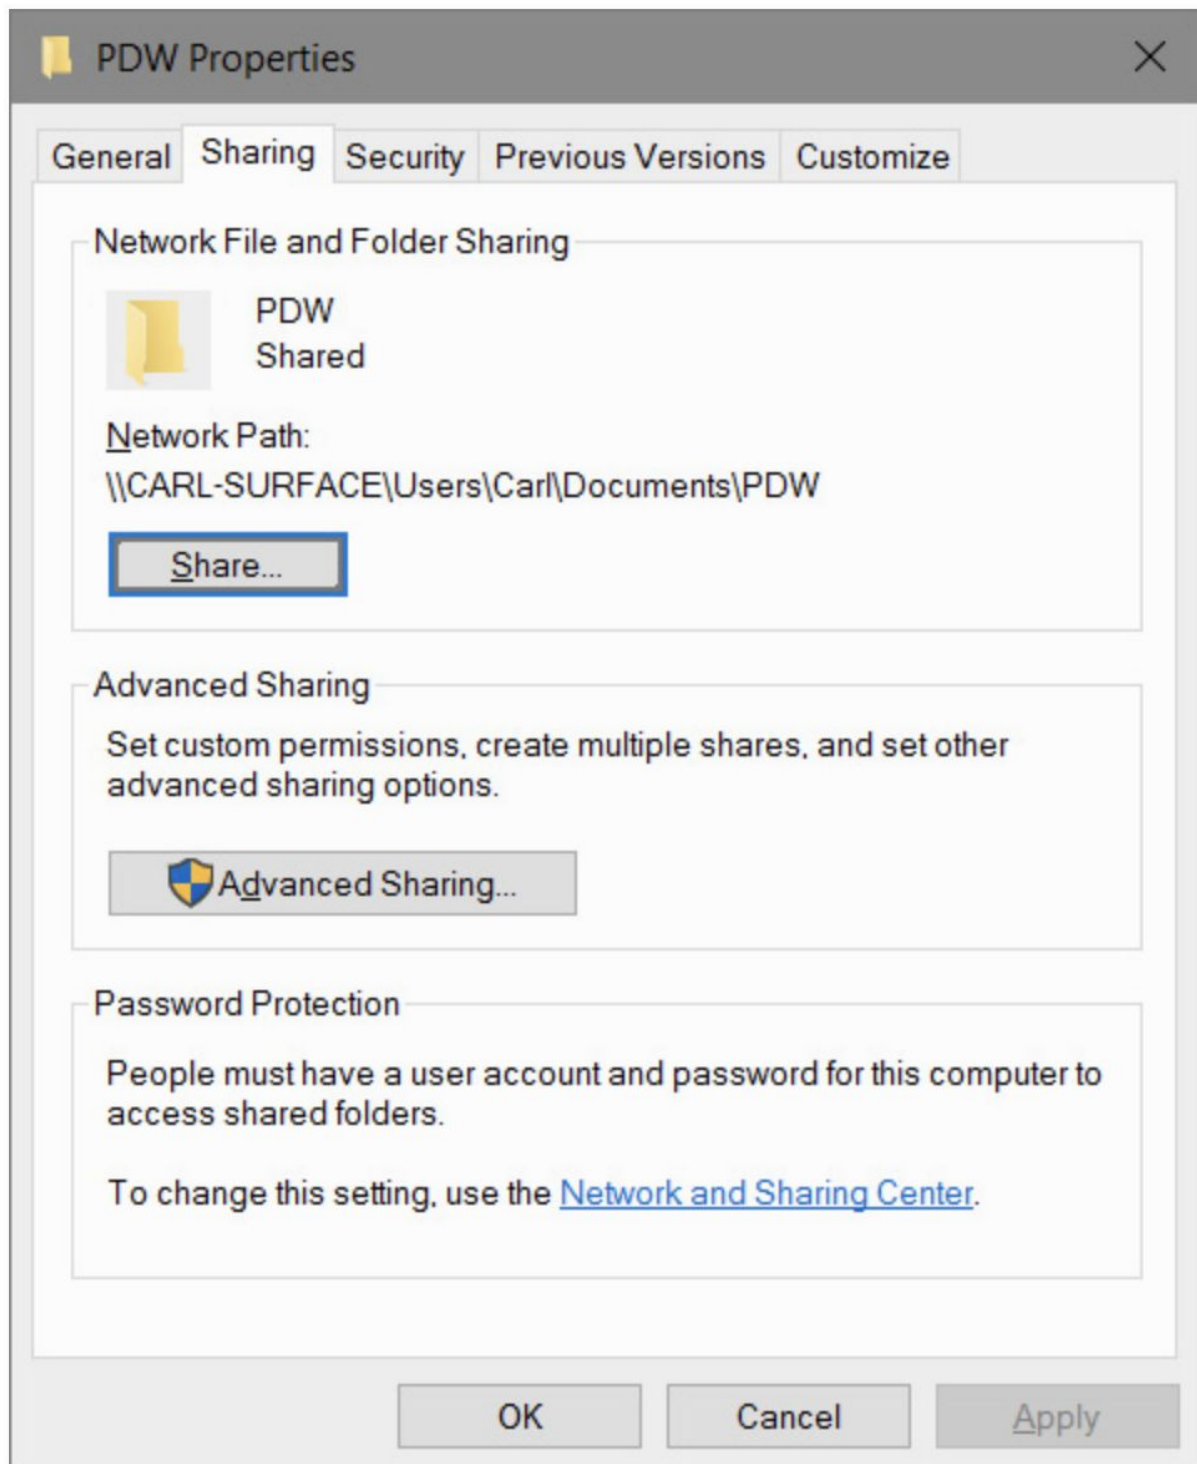 PDW Properties
General Sharing Security Previous Versions Customize
Network File and Folder Sharing
PDW
Shared
Network Path:
\\CARL-SURFACE\Users\Carl\Documents\PDW
Share...
Advanced Sharing
Set custom permissions, create multiple shares, and set other
advanced sharing options.
Advanced Sharing...
Password Protection
People must have a user account and password for this computer to
access shared folders.
To change this setting, use the Network and Sharing Center.
OK Cancel Apply